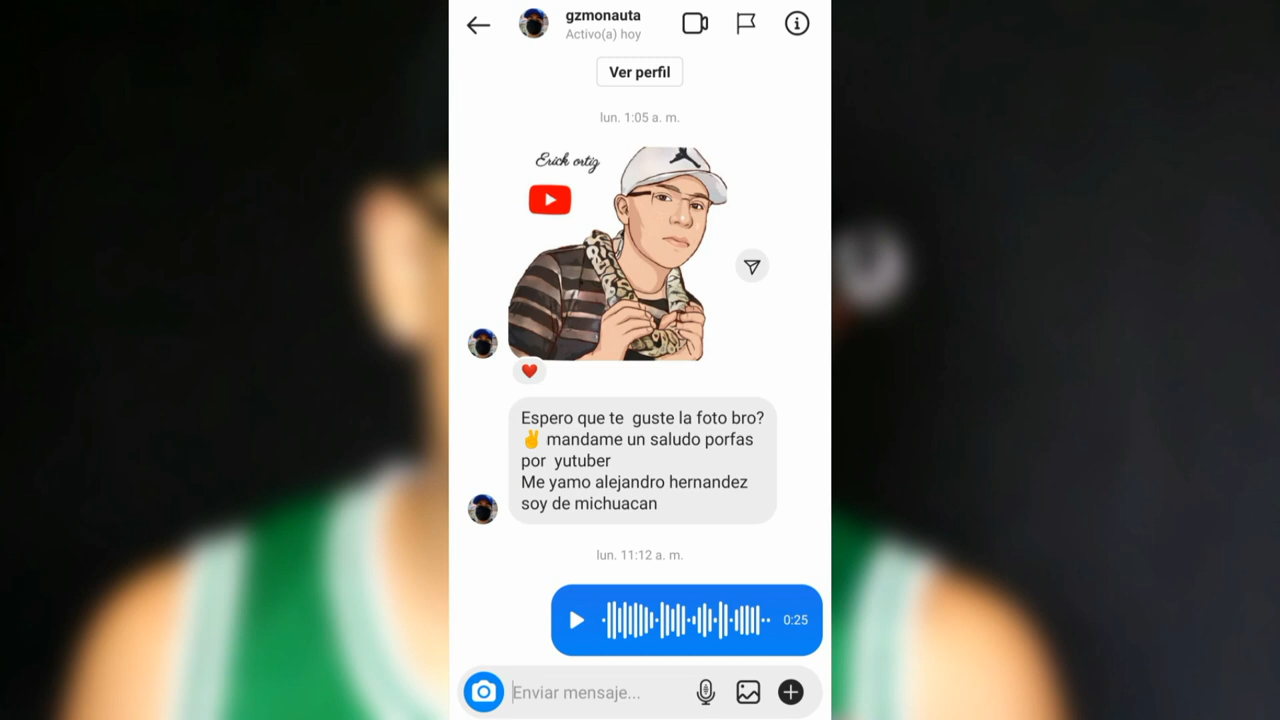 gzmonauta
Activo(a) hoy
Ver perfil
lun. 1:05 a. m.
Erick ortiz
Espero que te guste la foto bro?
✌ mandame un saludo porfas
por yutuber
Me yamo alejandro hernandez
soy de michuacan
lun. 11:12 a. m.
0:25
Enviar mensaje...